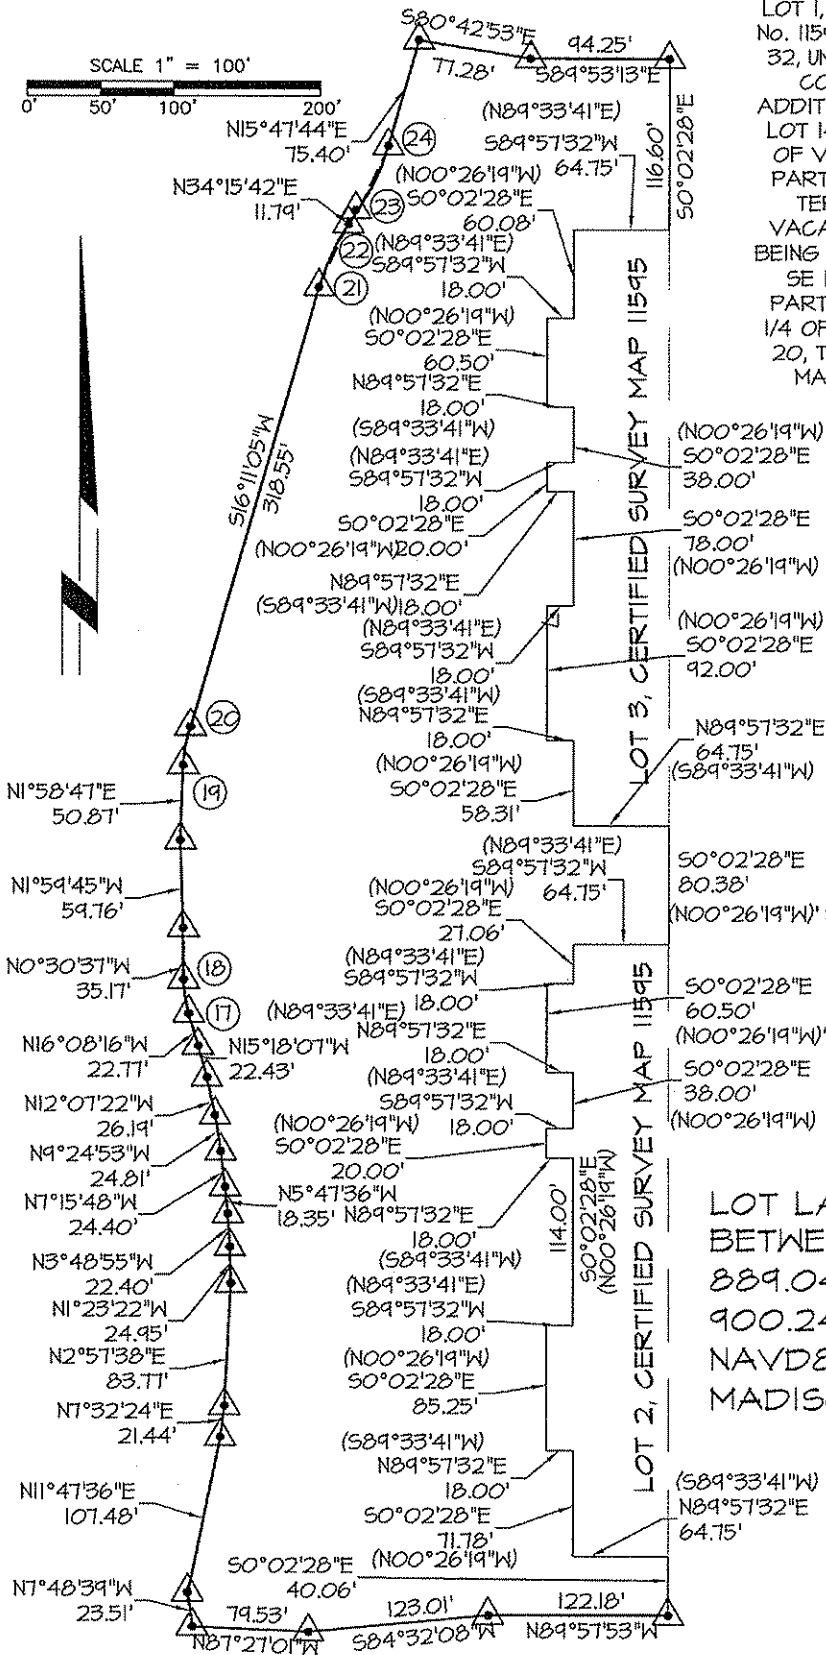 S80°42'53"E
77.28'
94.25'
S89°53'13"E
LOT 1,
32, UN
ADDIT
LOT 14
OF V
PART
VACA
BEING
SE
PART
1/4 OF
20, T
MA
SCALE 1" = 100'
0' 50' 100' 200'
N15°47'44"E
75.40'
24
N34°15'42"E
11.79'
23
22
21
(N89°33'41"E)
S89°57'32"W
64.75'
116.60'
S0°02'28"E
(N00°26'19"W)
S0°02'28"E
60.08'
(N89°33'41"E)
S89°57'32"W
18.00'
(N00°26'19"W)
S0°02'28"E
60.50'
N89°57'32"E
18.00'
(S89°33'41"W)
(N00°26'19"W)
S0°02'28"E
38.00'
(N89°33'41"E)
S89°57'32"W
18.00'
S0°02'28"E
(N00°26'19"W)20.00'
S0°02'28"E
78.00'
(N00°26'19"W)
N89°57'32"E
(S89°33'41"W)18.00'
(N89°33'41"E)
S89°57'32"W
18.00'
(N00°26'19"W)
S0°02'28"E
92.00'
(S89°33'41"W)
N89°57'32"E
18.00'
(N00°26'19"W)
S0°02'28"E
58.31'
N89°57'32"E
64.75'
(S89°33'41"W)
LOT 3, CERTIFIED SURVEY MAP 11595
S16°11'05"W
318.55'
20
19
N1°58'47"E
50.87'
N1°59'45"W
59.76'
N0°30'37"W
35.17'
18
17
(N89°33'41"E)
S89°57'32"W
64.75'
S0°02'28"E
80.38'
(N00°26'19"W)'
(N00°26'19"W)
S0°02'28"E
27.06'
(N89°33'41"E)
S89°57'32"W
18.00'
S0°02'28"E
60.50'
(N00°26'19"W)'
(N89°33'41"E)
N89°57'32"E
18.00'
S0°02'28"E
38.00'
(N00°26'19"W)
N16°08'16"W
22.77'
N15°18'07"W
22.43'
(N89°33'41"E)
S89°57'32"W
18.00'
N12°07'22"W
26.19'
(N00°26'19"W)
S0°02'28"E
20.00'
N9°24'53"W
24.81'
N7°15'48"W
24.40'
N5°47'36"W
18.35'
N89°57'32"E
18.00'
(S89°33'41"W)
114.00'
S0°02'28"E
(N00°26'19"W)
N3°48'55"W
22.40'
N1°23'22"W
24.95'
(N89°33'41"E)
S89°57'32"W
18.00'
N2°57'38"E
83.77'
(N00°26'19"W)
S0°02'28"E
85.25'
N7°32'24"E
21.44'
(S89°33'41"W)
N89°57'32"E
18.00'
S0°02'28"E
71.78'
(N00°26'19"W)
(S89°33'41"W)
N89°57'32"E
64.75'
LOT 2, CERTIFIED SURVEY MAP 11595
LOT LA
BETWE
889.04
900.24
MADIS
N11°47'36"E
107.48'
S0°02'28"E
40.06'
N7°48'39"W
23.51'
79.53'
N87°27'01"W
123.01'
S84°32'08"W
122.18'
N89°57'53"W